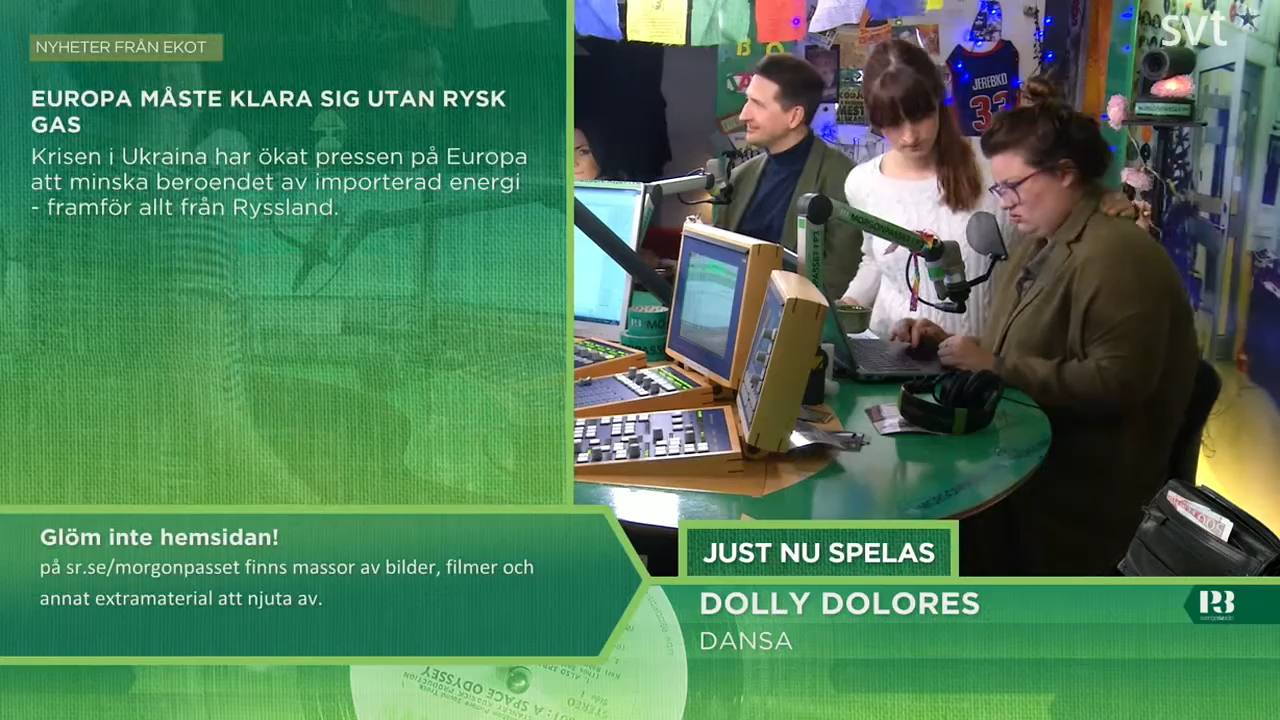 NYHETER FRÅN EKOT
EUROPA MÅSTE KLARA SIG UTAN RYSK
GAS
Krisen i Ukraina har ökat pressen på Europa
att minska beroendet av importerad energi
- framför allt från Ryssland.
svt
JEREBKO
33
MORGONPASSET
Glöm inte hemsidan!
på sr.se/morgonpasset finns massor av bilder, filmer och
annat extramaterial att njuta av.
JUST NU SPELAS
DOLLY DOLORES
DANSA
P3
A SPACE ODYSSEY
STEREO